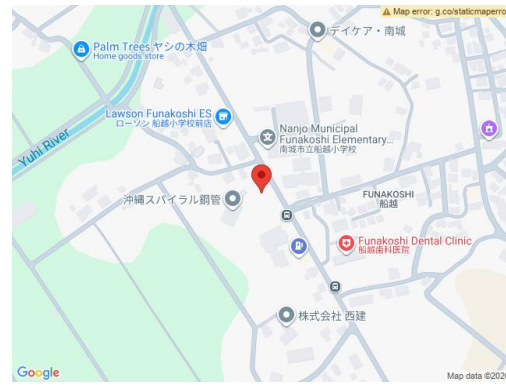 Map error: g.co/staticmaperro
デイケア・南城
Palm Trees ヤシの木畑
Home goods store
Lawson Funakoshi ES
ローソン 船越小学校前店
Yuhi River
Nanjo Municipal
Funakoshi Elementary...
南城市立船越小学校
沖縄スパイラル鋼管
FUNAKOSHI
船越
Funakoshi Dental Clinic
船越歯科医院
株式会社 西建
Google
Map data ©2026